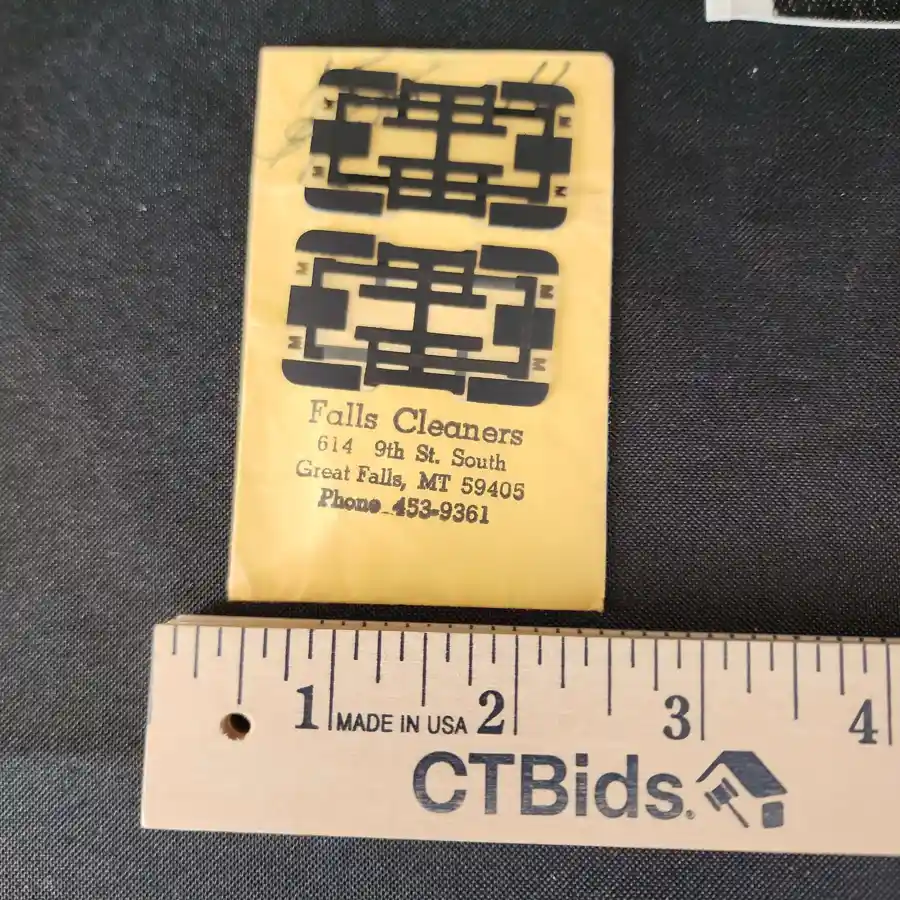 M M
M M
M M
M M
Falls Cleaners
614 9th St. South
Great Falls, MT 59405
Phone 453-9361
1 MADE IN USA 2 3 4
CTBids®